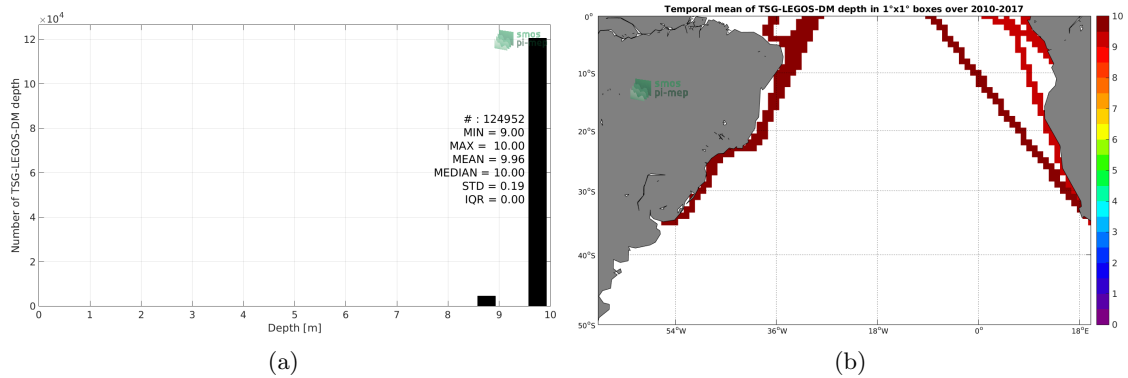 ×10⁴
12
10
8
6
4
2
0
Number of TSG-LEGOS-DM depth
smos
pi-mep
# : 124952
MIN = 9.00
MAX = 10.00
MEAN = 9.96
MEDIAN = 10.00
STD = 0.19
IQR = 0.00
0 1 2 3 4 5 6 7 8 9 10
Depth [m]
(a)
Temporal mean of TSG-LEGOS-DM depth in 1°x1° boxes over 2010-2017
0°
10°S
20°S
30°S
40°S
50°S
smos
pi-mep
54°W 36°W 18°W 0° 18°E
10
9
8
7
6
5
4
3
2
1
0
(b)